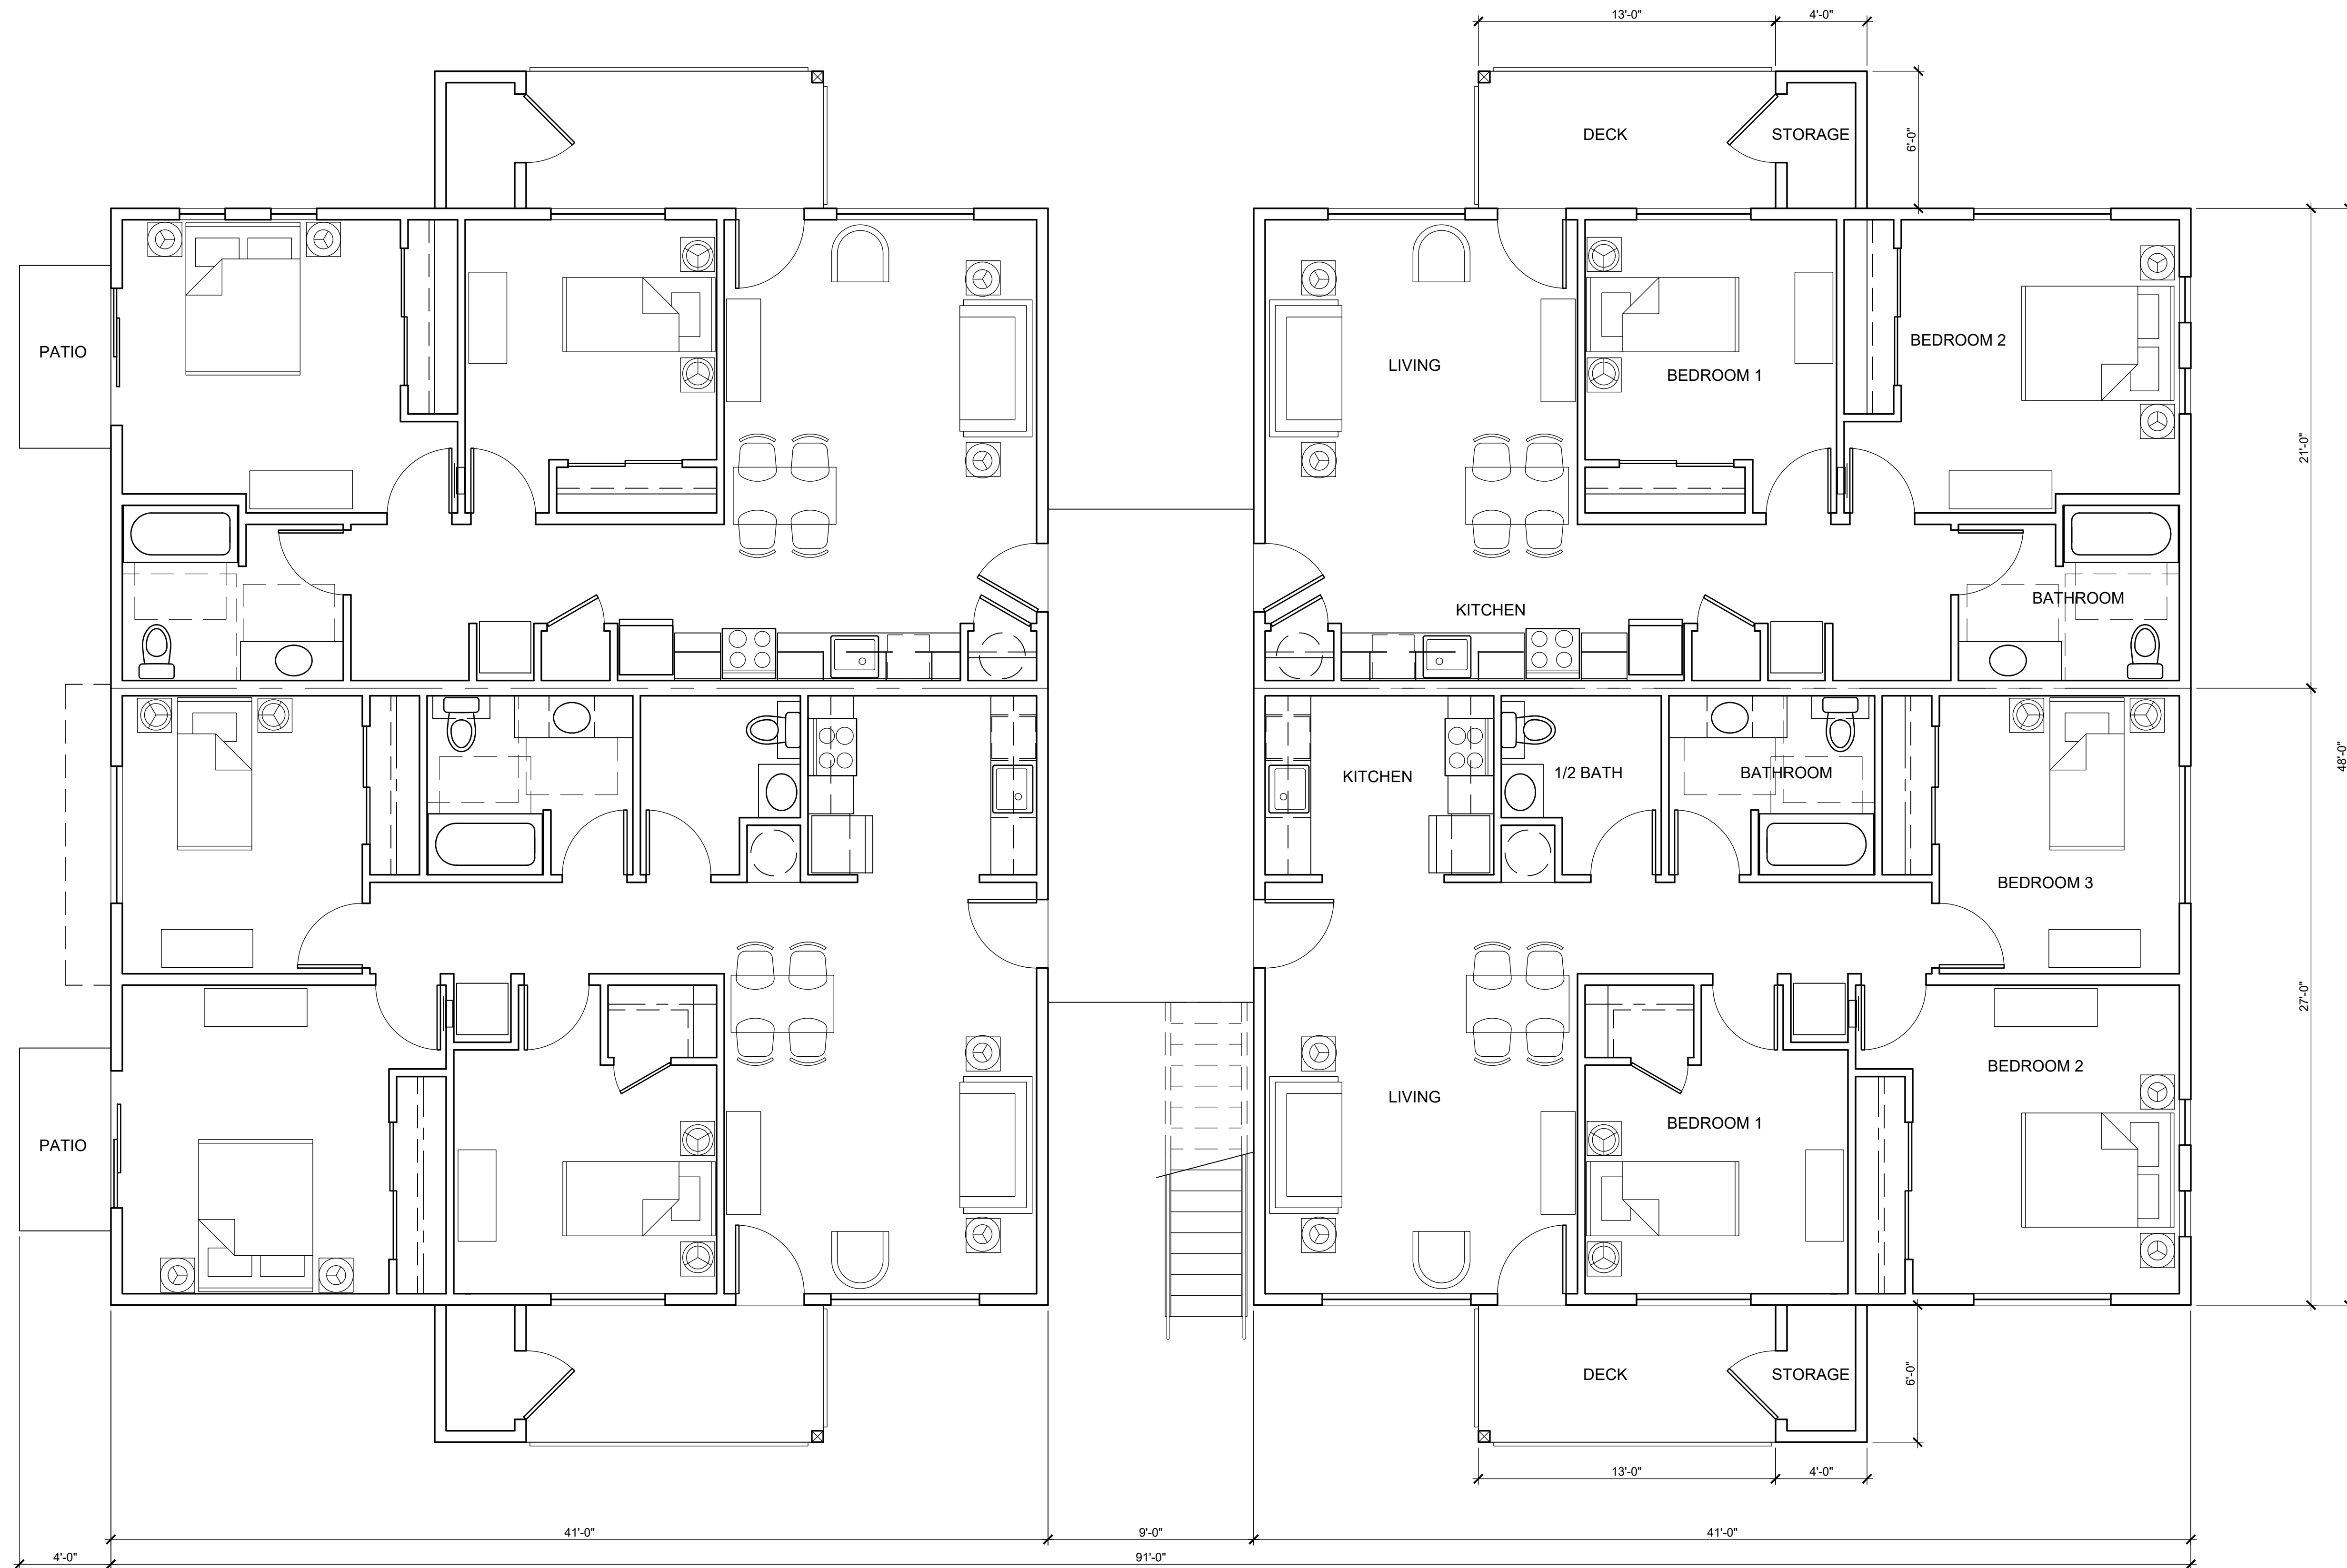 13'-0"
4'-0"
DECK
STORAGE
6'-0"
PATIO
LIVING
BEDROOM 1
BEDROOM 2
21'-0"
KITCHEN
BATHROOM
48'-0"
KITCHEN
1/2 BATH
BATHROOM
BEDROOM 3
27'-0"
BEDROOM 2
LIVING
BEDROOM 1
PATIO
DECK
STORAGE
6'-0"
13'-0"
4'-0"
41'-0"
9'-0"
41'-0"
4'-0"
91'-0"